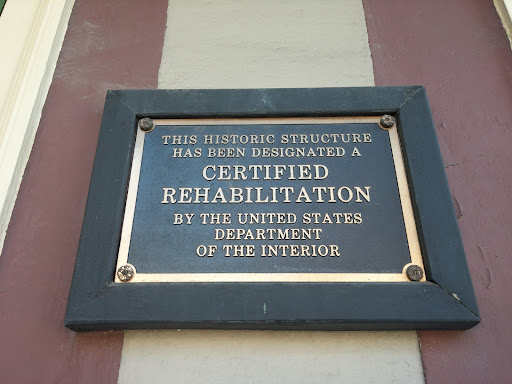 THIS HISTORIC STRUCTURE
HAS BEEN DESIGNATED A
CERTIFIED
REHABILITATION
BY THE UNITED STATES
DEPARTMENT
OF THE INTERIOR